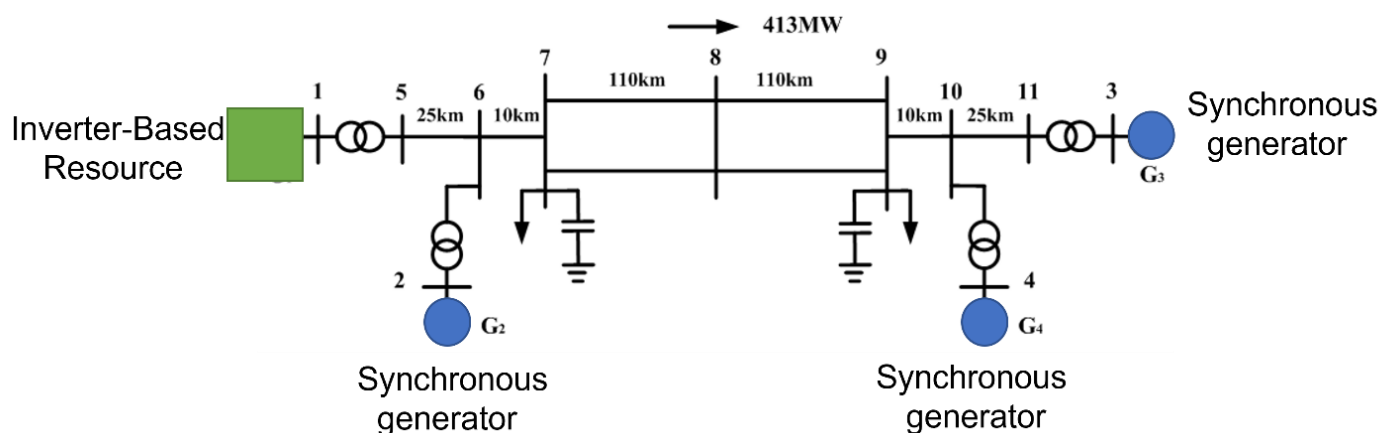 413MW
7
8
9
110km
110km
1
5
6
10
11
3
25km
10km
10km
25km
Inverter-Based
Resource
Synchronous
generator
G3
2
4
G2
G4
Synchronous
generator
Synchronous
generator